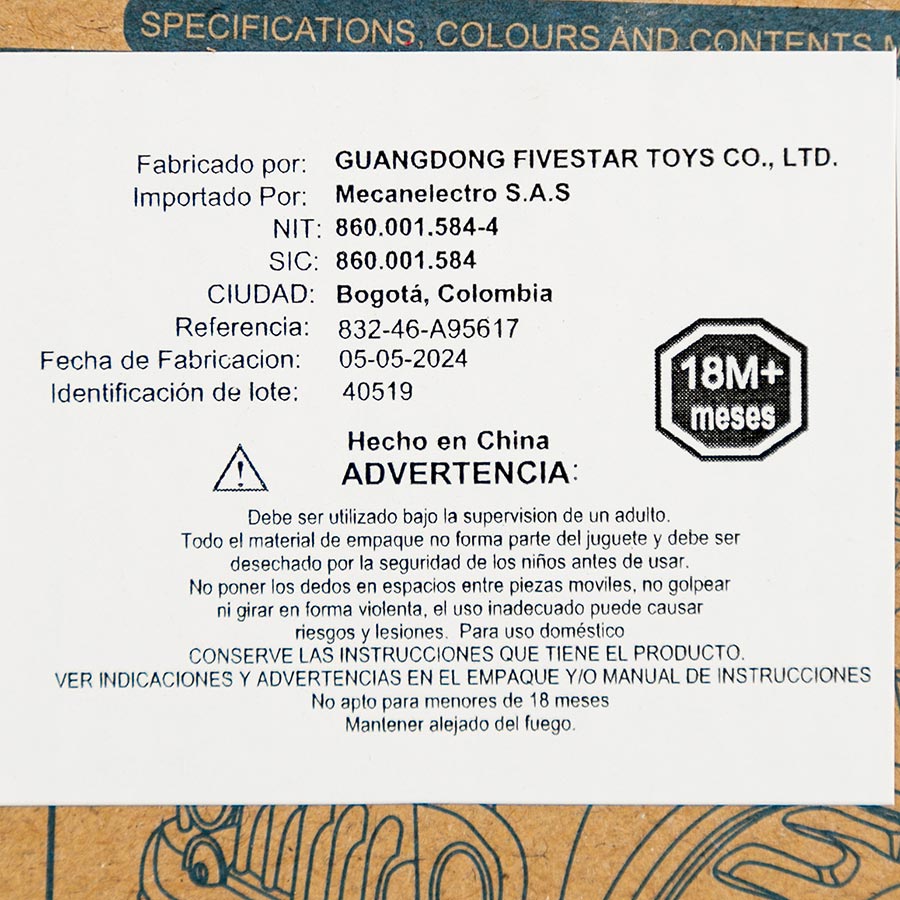 SPECIFICATIONS, COLOURS AND CONTENTS
Fabricado por: GUANGDONG FIVESTAR TOYS CO., LTD.
Importado Por: Mecanelectro S.A.S
NIT: 860.001.584-4
SIC: 860.001.584
CIUDAD: Bogotá, Colombia
Referencia: 832-46-A95617
Fecha de Fabricacion: 05-05-2024
Identificación de lote: 40519
18M+
meses
Hecho en China
ADVERTENCIA:
Debe ser utilizado bajo la supervision de un adulto.
Todo el material de empaque no forma parte del juguete y debe ser
desechado por la seguridad de los niños antes de usar.
No poner los dedos en espacios entre piezas moviles, no golpear
ni girar en forma violenta, el uso inadecuado puede causar
riesgos y lesiones. Para uso doméstico
CONSERVE LAS INSTRUCCIONES QUE TIENE EL PRODUCTO.
VER INDICACIONES Y ADVERTENCIAS EN EL EMPAQUE Y/O MANUAL DE INSTRUCCIONES
No apto para menores de 18 meses
Mantener alejado del fuego.